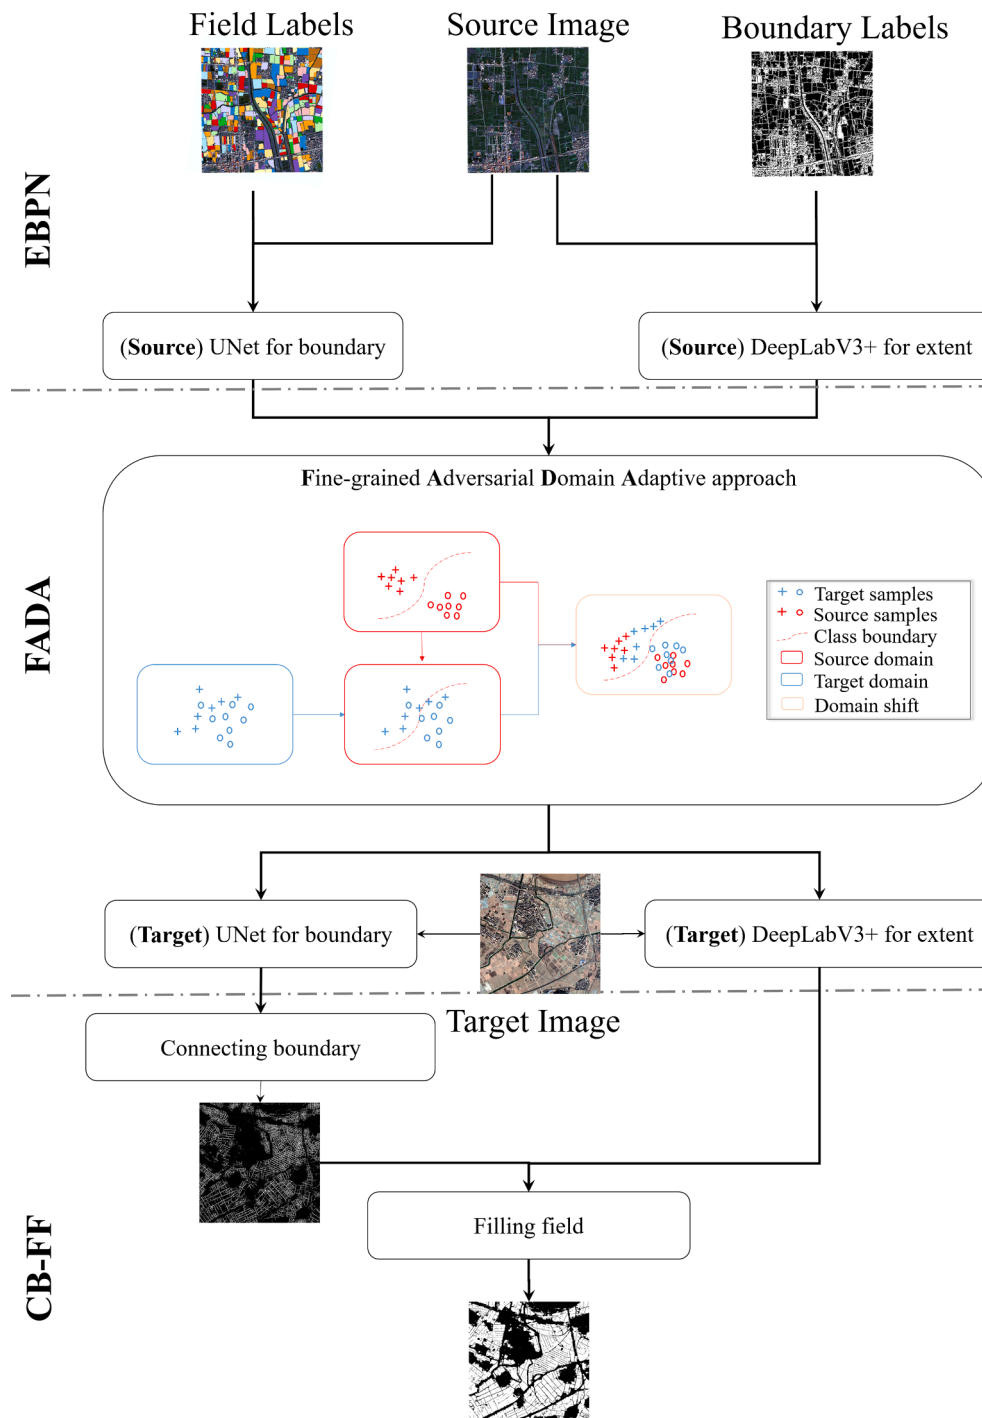 Field Labels
Source Image
Boundary Labels
EBPN
(Source) UNet for boundary
(Source) DeepLabV3+ for extent
Fine-grained Adversarial Domain Adaptive approach
FADA
Target samples
Source samples
Class boundary
Source domain
Target domain
Domain shift
(Target) UNet for boundary
(Target) DeepLabV3+ for extent
Target Image
Connecting boundary
CB-FF
Filling field